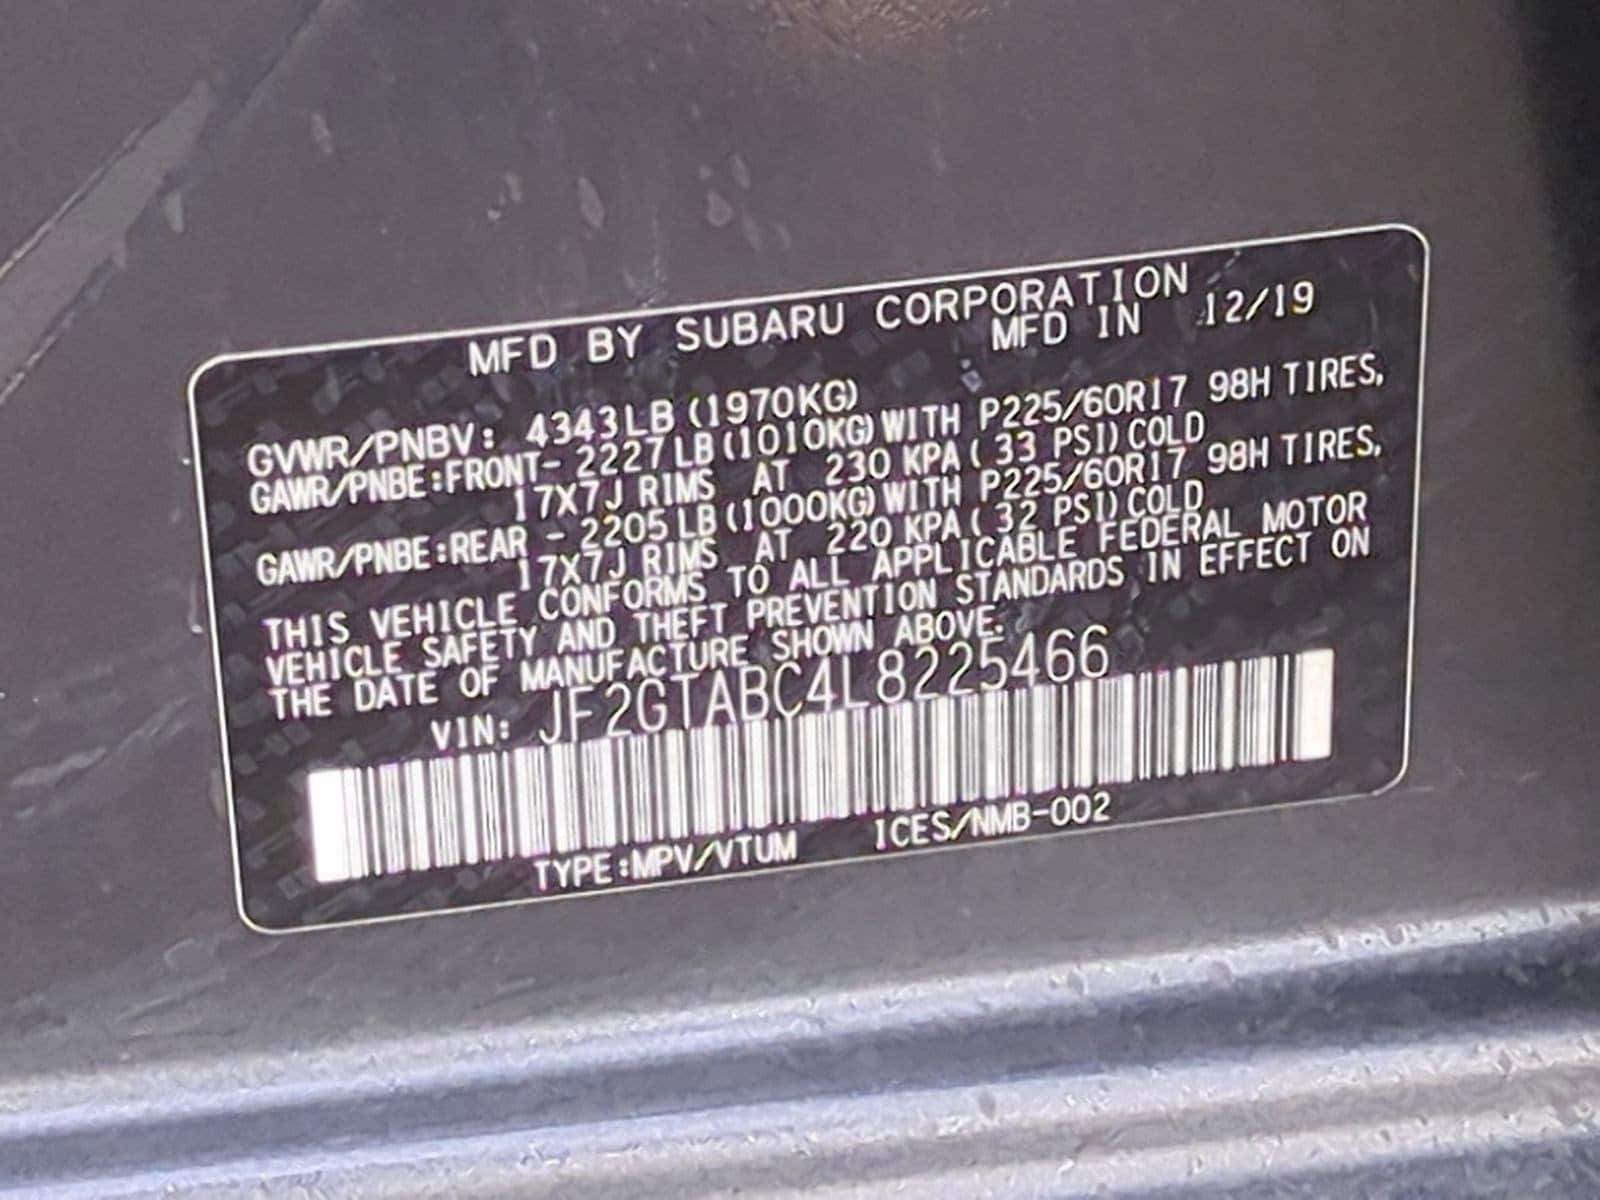 MFD BY SUBARU CORPORATION
MFD IN 12/19
GVWR/PNBV: 4343LB(1970KG)
GAWR/PNBE:FRONT- 2227LB(1010KG)WITH P225/60R17 98H TIRES,
17X7J RIMS AT 230 KPA( 33 PSI)COLD
GAWR/PNBE:REAR - 2205LB(1000KG)WITH P225/60R17 98H TIRES,
17X7J RIMS AT 220 KPA( 32 PSI)COLD
THIS VEHICLE CONFORMS TO ALL APPLICABLE FEDERAL MOTOR
VEHICLE SAFETY AND THEFT PREVENTION STANDARDS IN EFFECT ON
THE DATE OF MANUFACTURE SHOWN ABOVE.
VIN: JF2GTABC4L8225466
TYPE:MPV/VTUM ICES/NMB-002